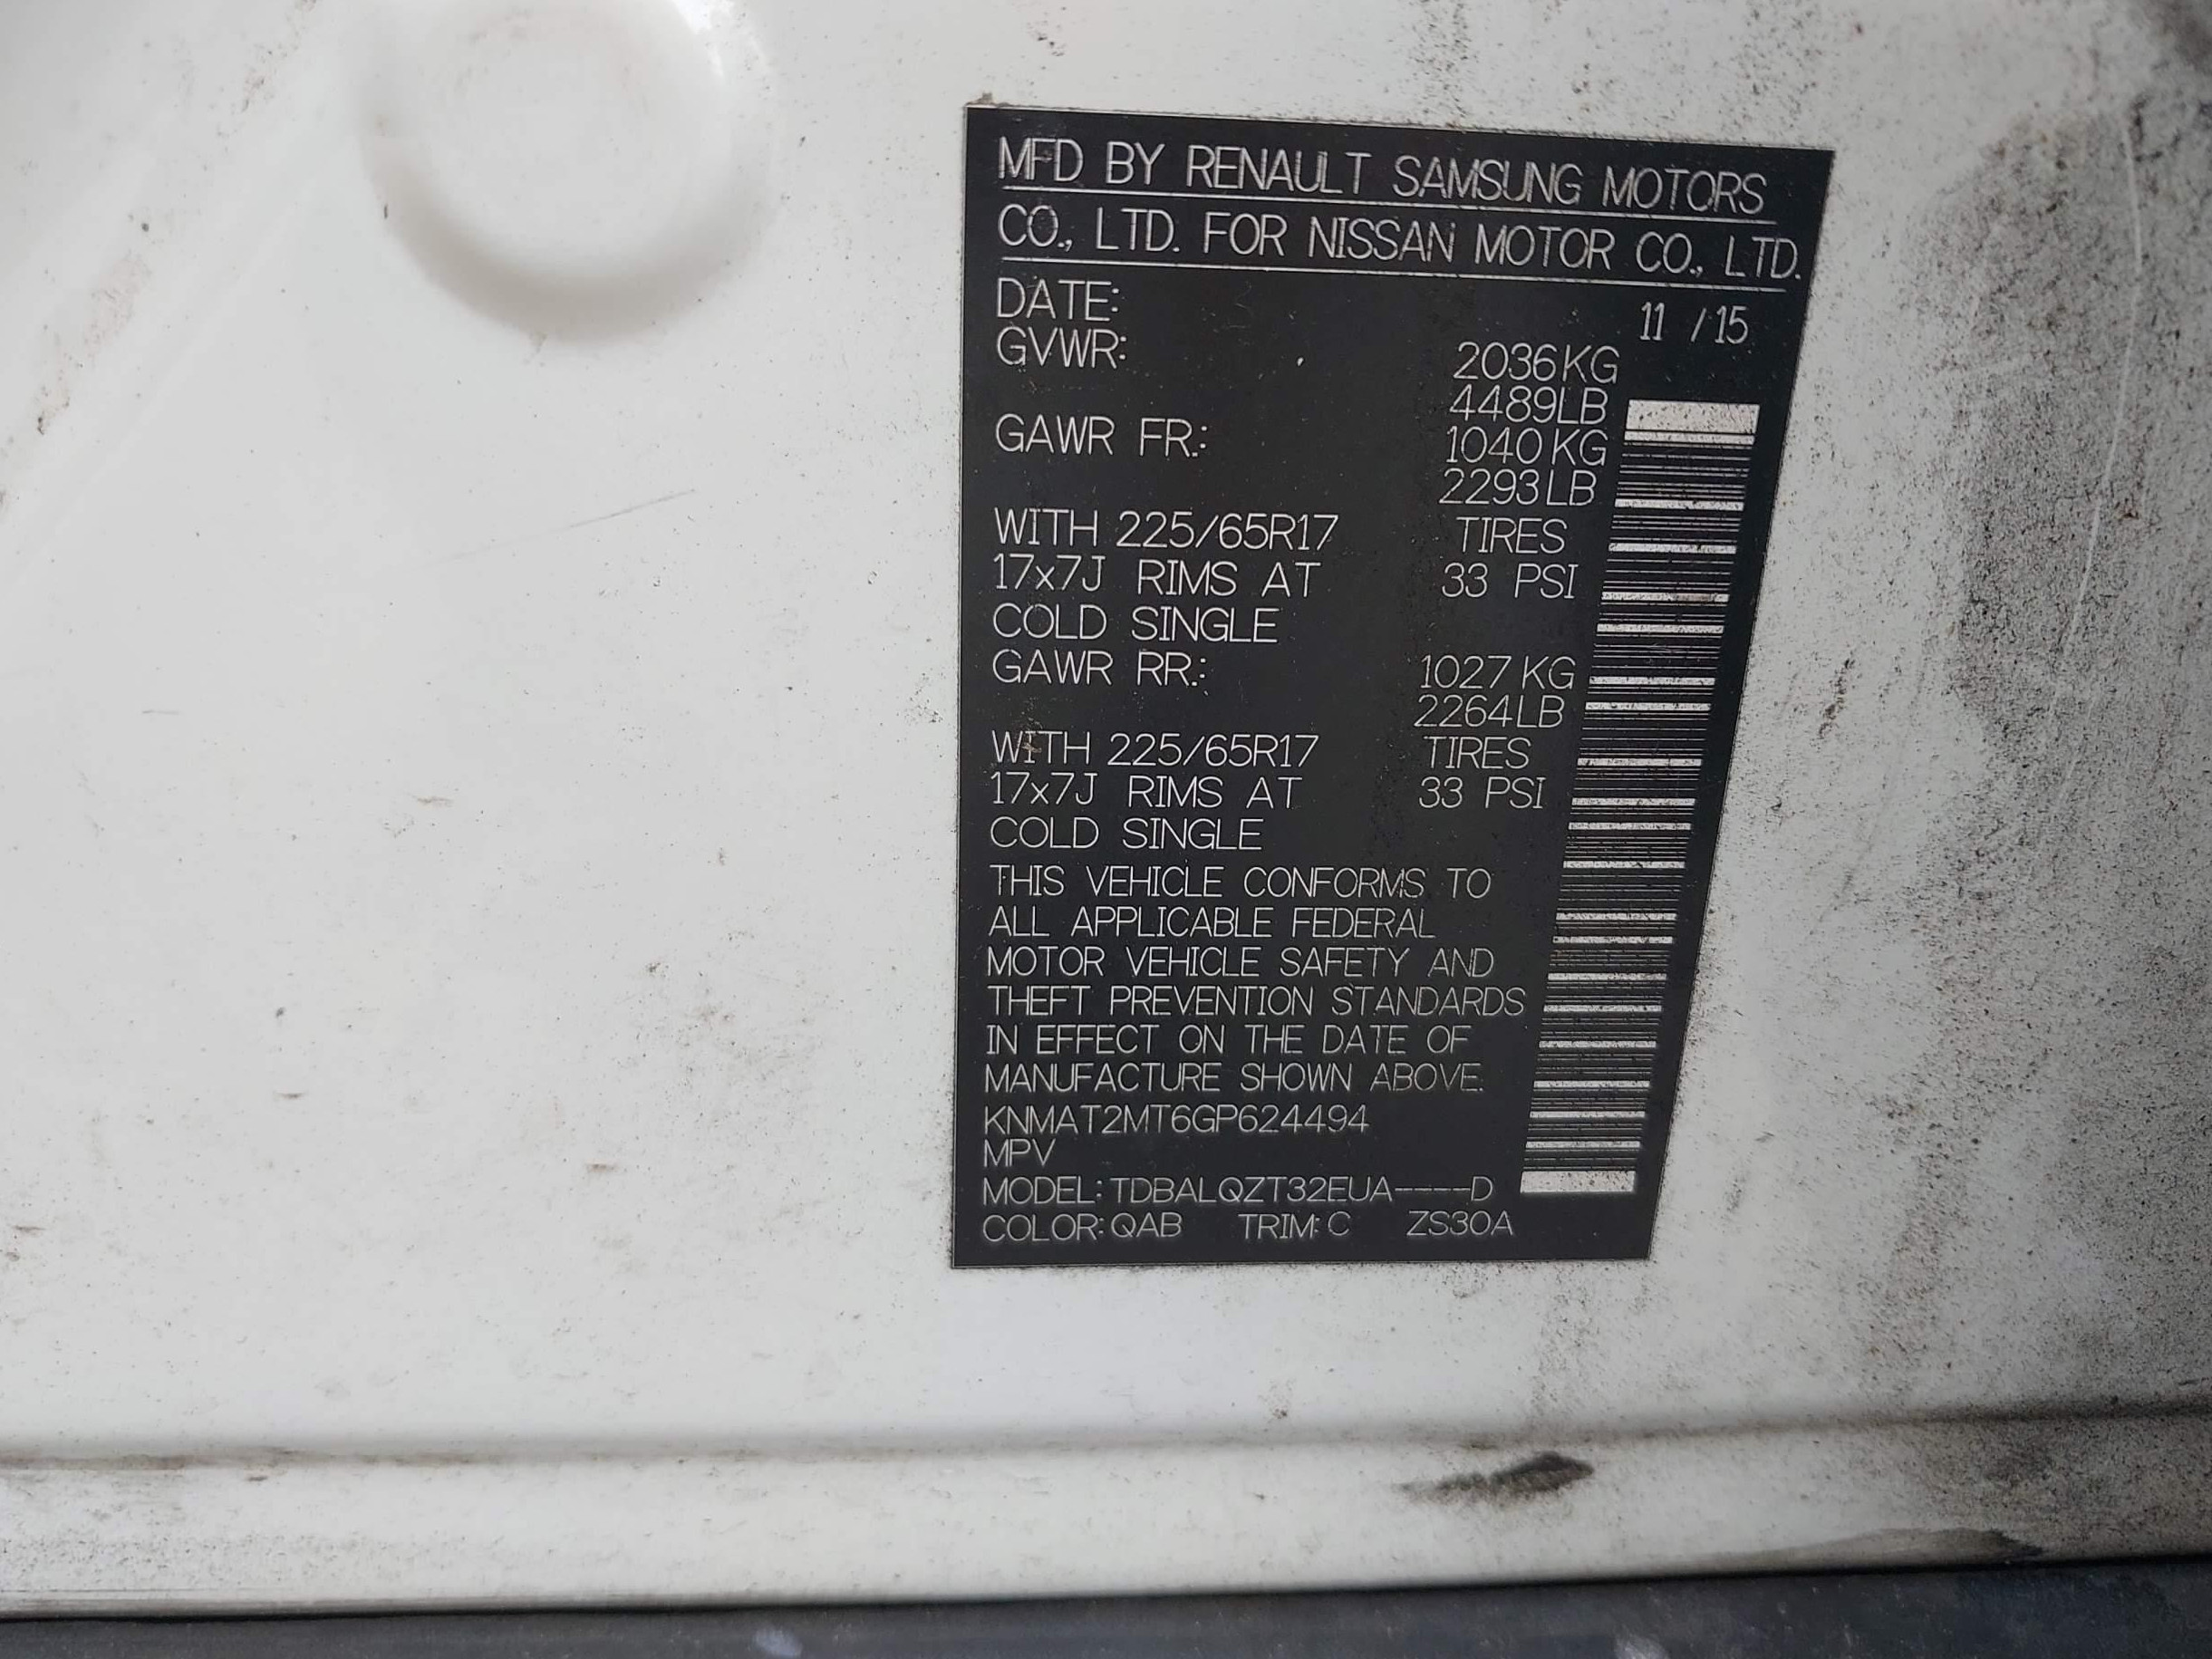 MFD BY RENAULT SAMSUNG MOTORS
CO., LTD. FOR NISSAN MOTOR CO., LTD.
DATE: 11 /15
GVWR: 2036KG
4489LB
GAWR FR.: 1040KG
2293LB
WITH 225/65R17 TIRES
17x7J RIMS AT 33 PSI
COLD SINGLE
GAWR RR.: 1027KG
2264LB
WITH 225/65R17 TIRES
17x7J RIMS AT 33 PSI
COLD SINGLE
THIS VEHICLE CONFORMS TO
ALL APPLICABLE FEDERAL
MOTOR VEHICLE SAFETY AND
THEFT PREVENTION STANDARDS
IN EFFECT ON THE DATE OF
MANUFACTURE SHOWN ABOVE.
KNMAT2MT6GP624494
MPV
MODEL: TDBALQZT32EUA----D
COLOR: QAB TRIM: C ZS30A